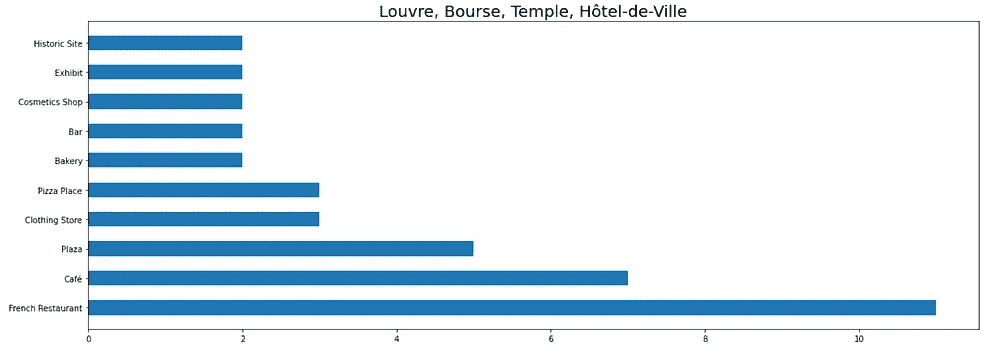 Louvre, Bourse, Temple, Hôtel-de-Ville
Historic Site
Exhibit
Cosmetics Shop
Bar
Bakery
Pizza Place
Clothing Store
Plaza
Café
French Restaurant
0 2 4 6 8 10